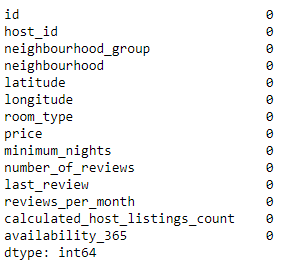 id 0
host_id 0
neighbourhood_group 0
neighbourhood 0
latitude 0
longitude 0
room_type 0
price 0
minimum_nights 0
number_of_reviews 0
last_review 0
reviews_per_month 0
calculated_host_listings_count 0
availability_365 0
dtype: int64